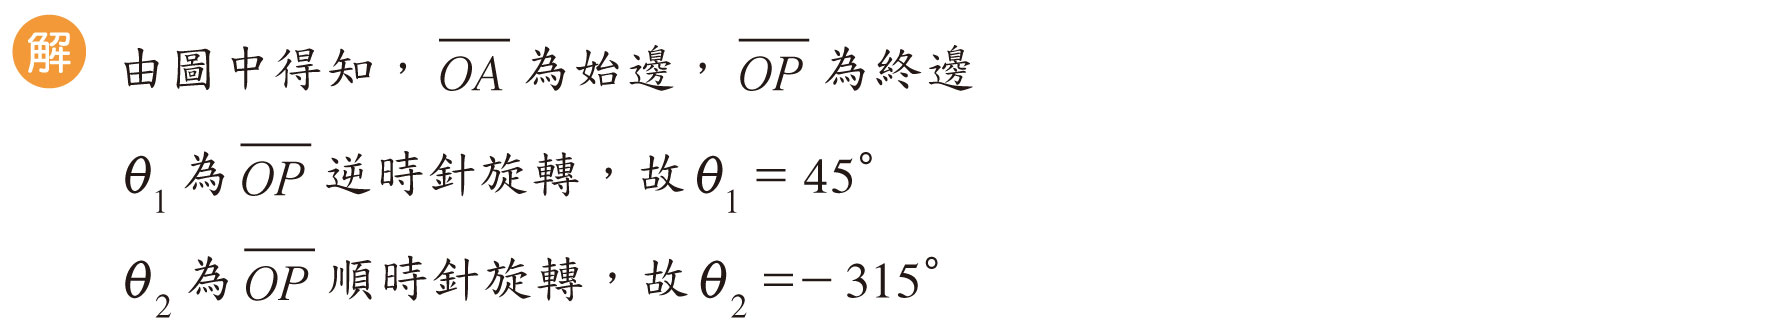 解 由圖中得知，OA 為始邊，OP 為終邊
θ1 為 OP 逆時針旋轉，故 θ1 = 45°
θ2 為 OP 順時針旋轉，故 θ2 =− 315°